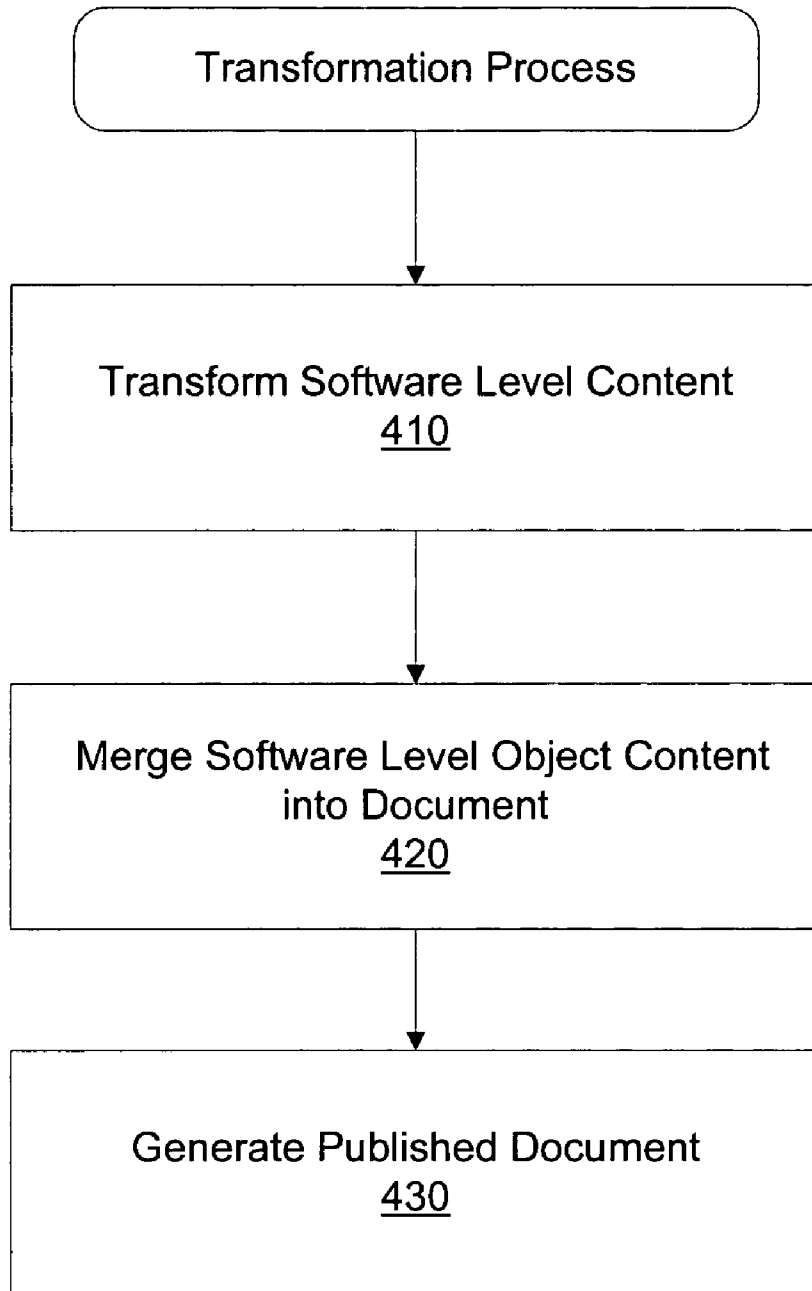 Transformation Process
Transform Software Level Content
410
Merge Software Level Object Content
into Document
420
Generate Published Document
430